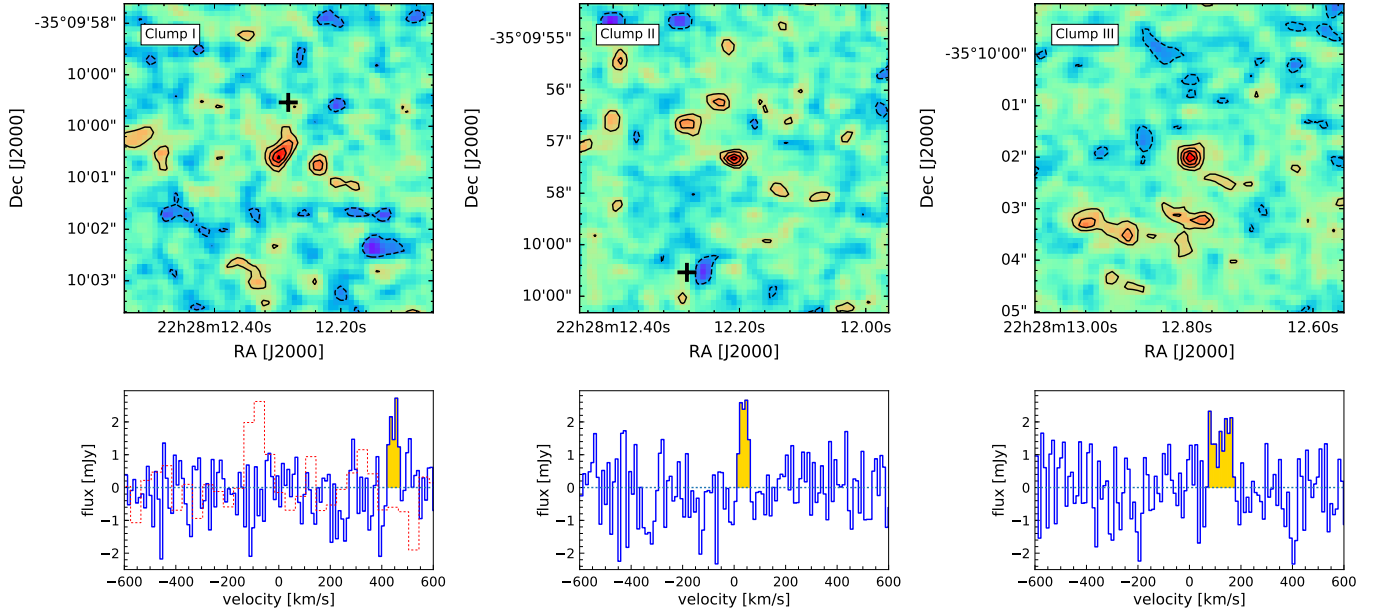 Clump I
-35°09'58"
10'00"
10'00"
10'01"
10'02"
10'03"
Dec [J2000]
22h28m12.40s
12.20s
RA [J2000]
Clump II
-35°09'55"
56"
57"
58"
10'00"
10'00"
Dec [J2000]
22h28m12.40s
12.20s
12.00s
RA [J2000]
Clump III
-35°10'00"
01"
02"
03"
04"
05"
Dec [J2000]
22h28m13.00s
12.80s
12.60s
RA [J2000]
2
1
0
−1
−2
flux [mJy]
−600 −400 −200 0 200 400 600
velocity [km/s]
2
1
0
−1
−2
flux [mJy]
−600 −400 −200 0 200 400 600
velocity [km/s]
2
1
0
−1
−2
flux [mJy]
−600 −400 −200 0 200 400 600
velocity [km/s]